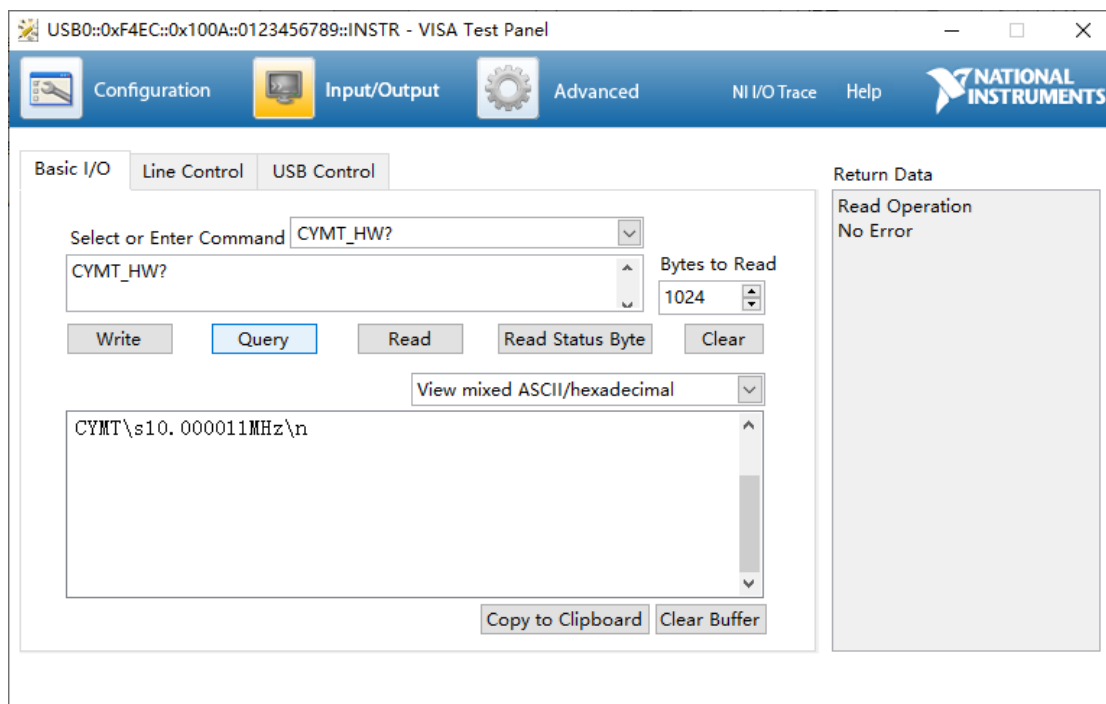 USB0::0xF4EC::0x100A::0123456789::INSTR - VISA Test Panel
Configuration Input/Output Advanced NI I/O Trace Help NATIONAL INSTRUMENTS
Basic I/O Line Control USB Control
Return Data
Read Operation
No Error
Select or Enter Command CYMT_HW?
CYMT_HW?
Bytes to Read
1024
Write Query Read Read Status Byte Clear
View mixed ASCII/hexadecimal
CYMT\s10.000011MHz\n
Copy to Clipboard Clear Buffer